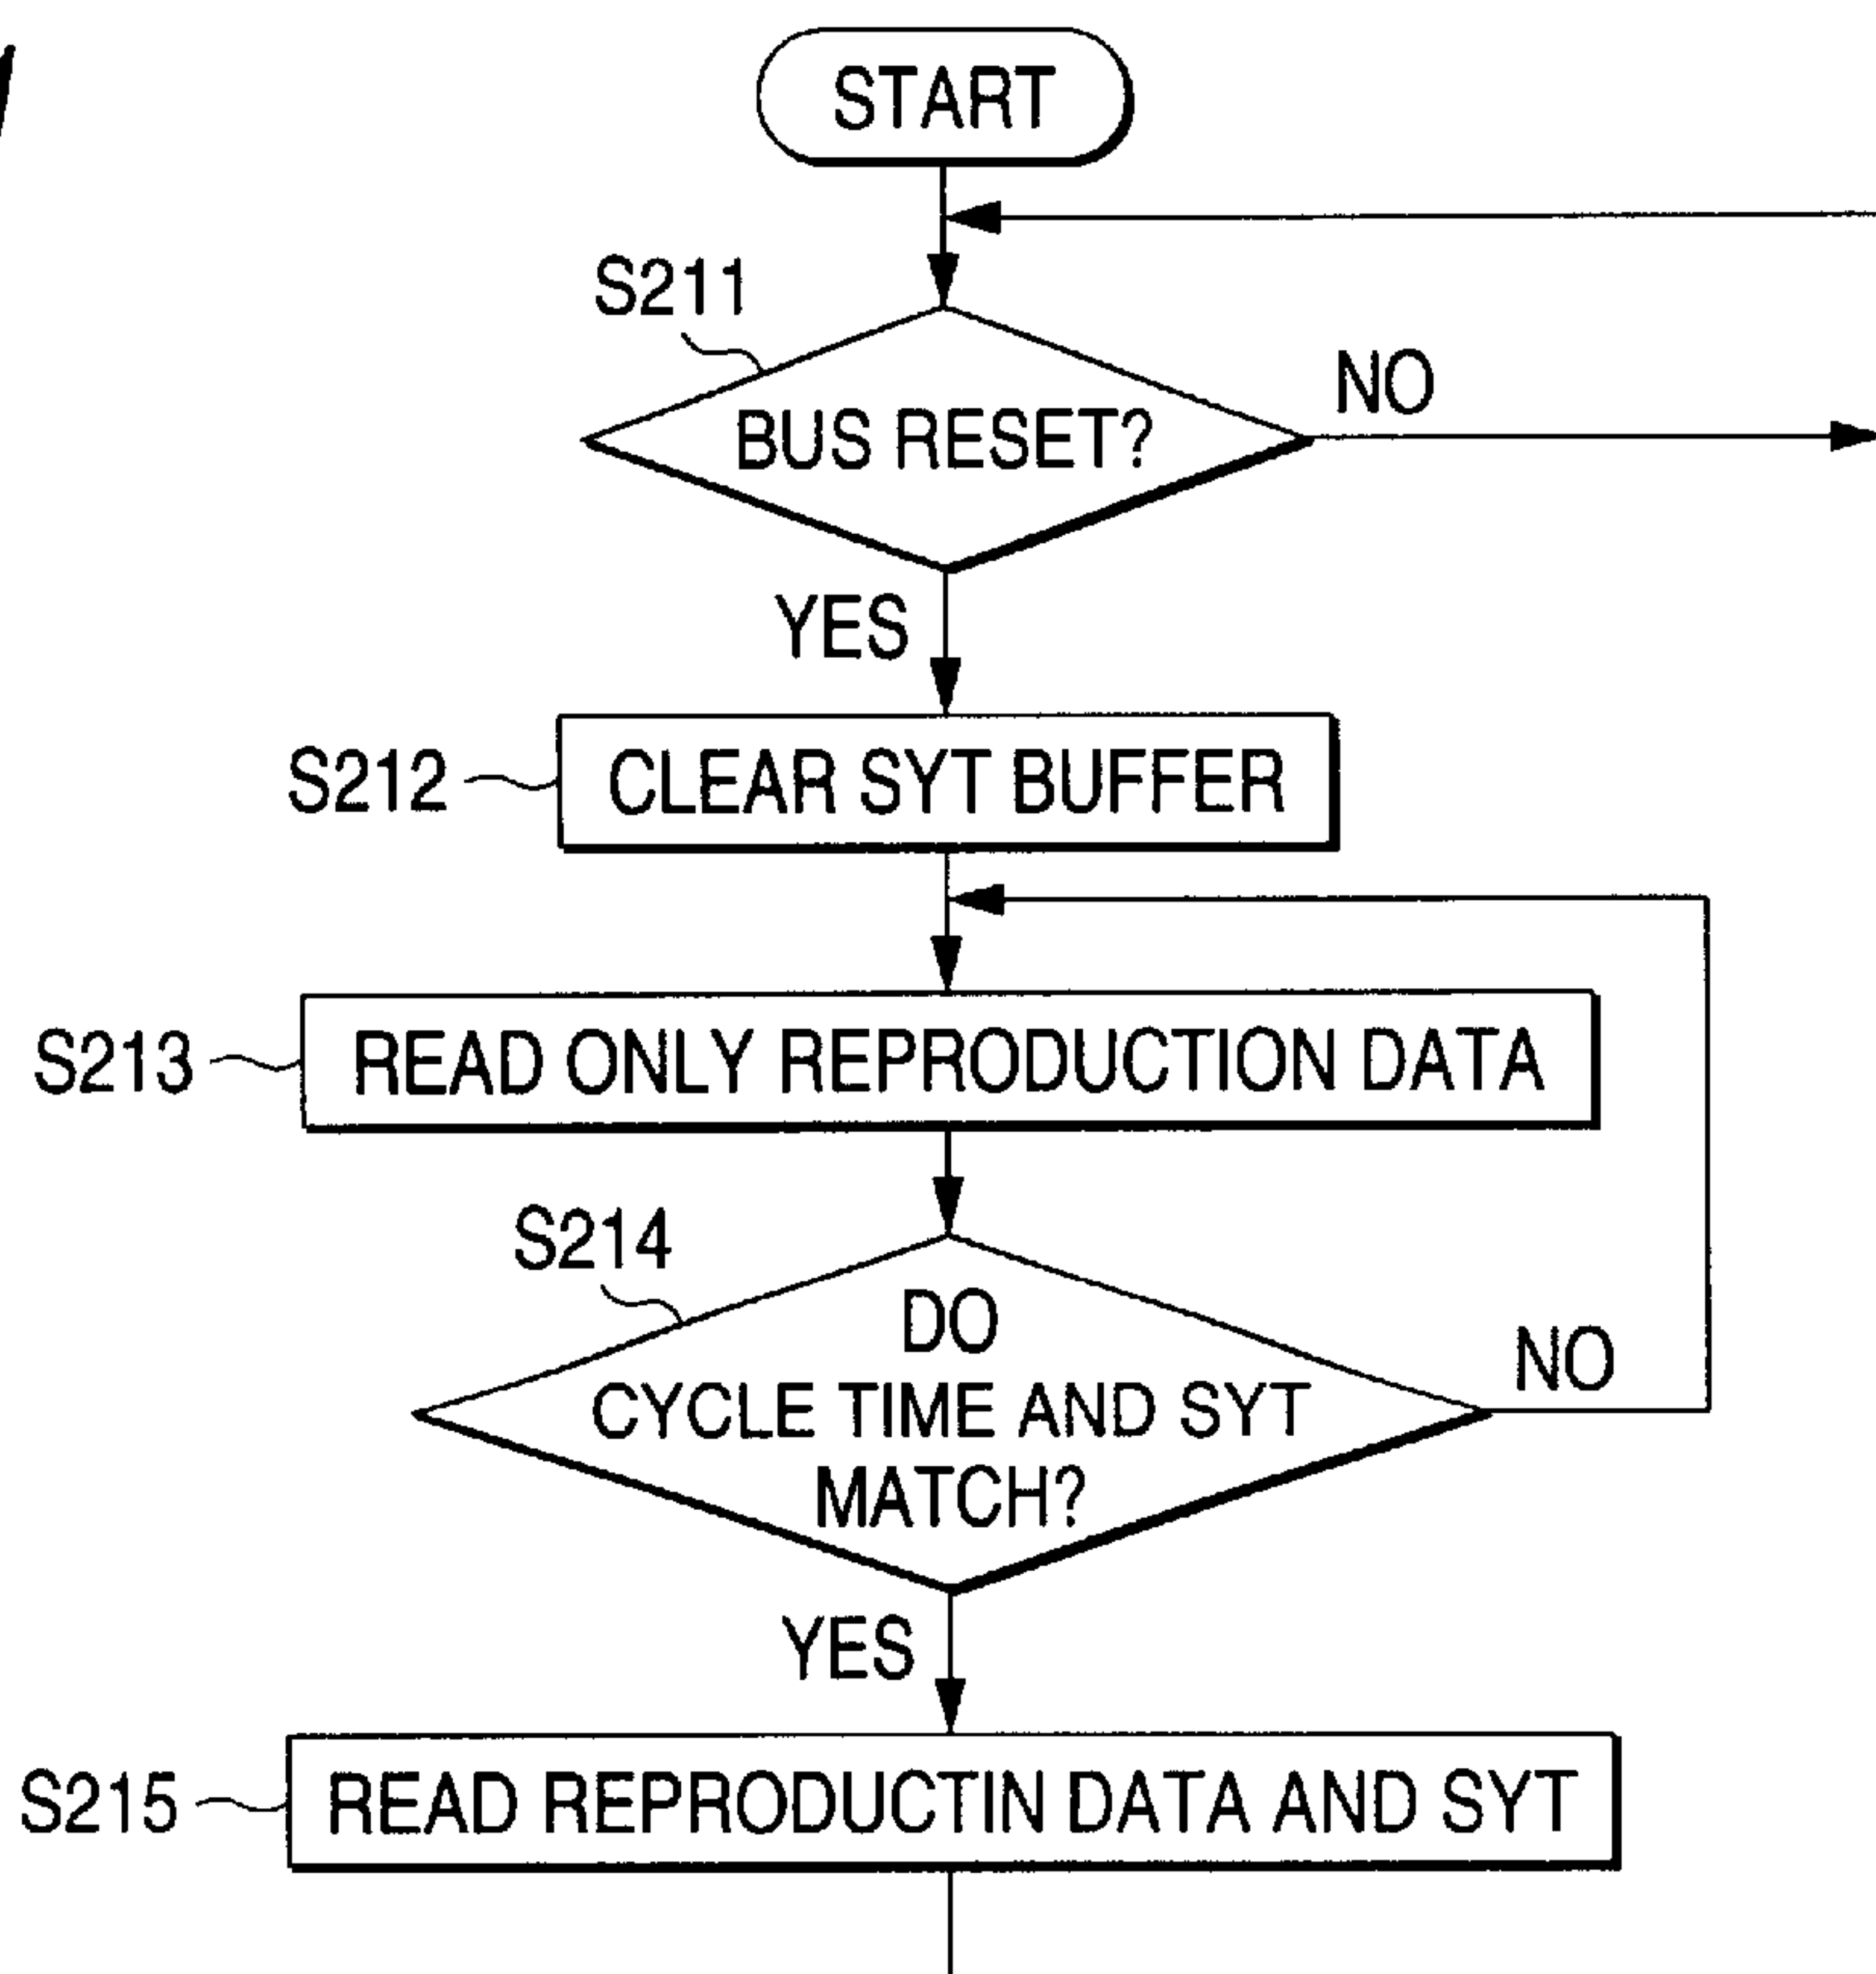 START
S211
BUS RESET?
NO
YES
S212
CLEAR SYT BUFFER
S213
READ ONLY REPRODUCTION DATA
S214
DO
CYCLE TIME AND SYT
MATCH?
NO
YES
S215
READ REPRODUCTIN DATA AND SYT